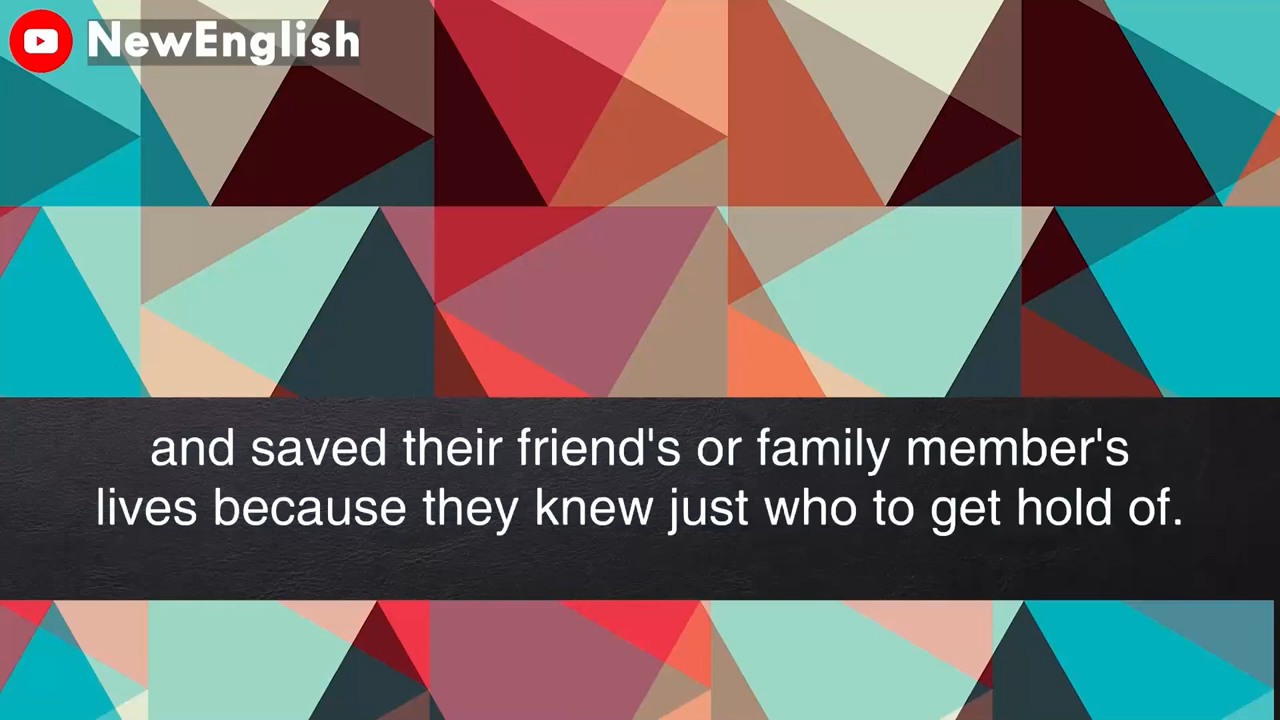 NewEnglish
and saved their friend's or family member's
lives because they knew just who to get hold of.